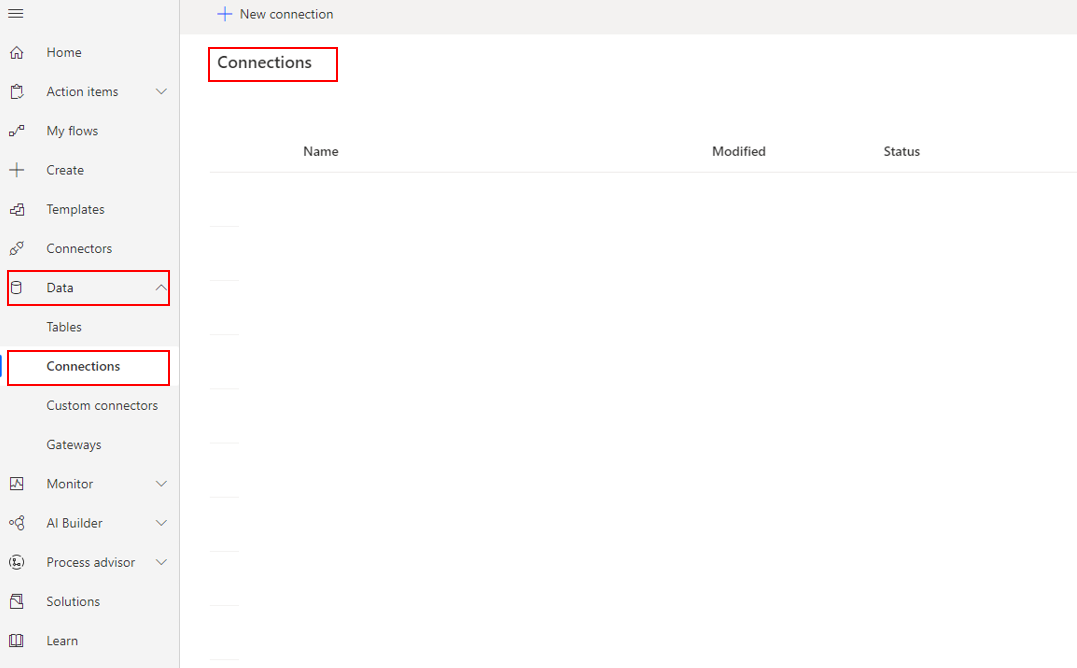 New connection
Home
Action items
My flows
Create
Templates
Connectors
Data
Tables
Connections
Custom connectors
Gateways
Monitor
AI Builder
Process advisor
Solutions
Learn
Connections
Name Modified Status